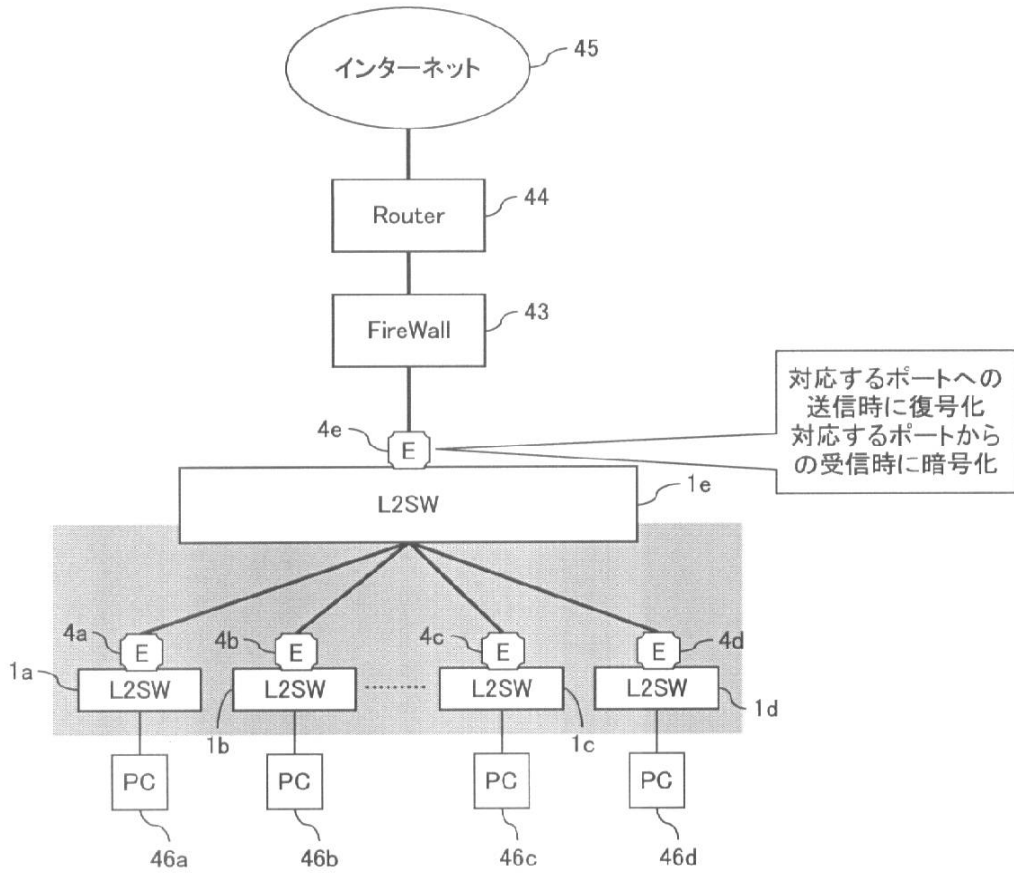 インターネット
45
Router
44
FireWall
43
対応するポートへの
送信時に復号化
対応するポートから
の受信時に暗号化
4e
E
L2SW
1e
4a
E
4b
E
4c
E
4d
E
1a
L2SW
L2SW
L2SW
L2SW
1b
1c
1d
PC
PC
PC
PC
46a
46b
46c
46d